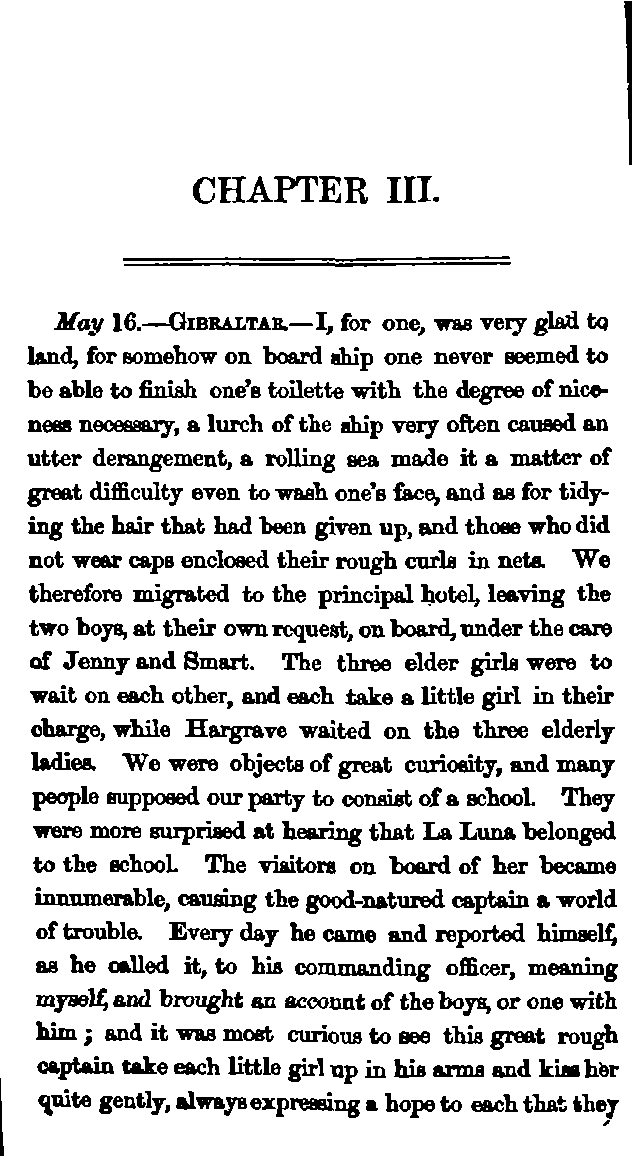 CHAPTER III.
May 16.—GIBRALTAR.—I, for one, was very glad to
land, for somehow on board ship one never seemed to
be able to finish one's toilette with the degree of nice-
ness necessary, a lurch of the ship very often caused an
utter derangement, a rolling sea made it a matter of
great difficulty even to wash one's face, and as for tidy-
ing the hair that had been given up, and those who did
not wear caps enclosed their rough curls in nets. We
therefore migrated to the principal hotel, leaving the
two boys, at their own request, on board, under the care
of Jenny and Smart. The three elder girls were to
wait on each other, and each take a little girl in their
charge, while Hargrave waited on the three elderly
ladies. We were objects of great curiosity, and many
people supposed our party to consist of a school. They
were more surprised at hearing that La Luna belonged
to the school. The visitors on board of her became
innumerable, causing the good-natured captain a world
of trouble. Every day he came and reported himself,
as he called it, to his commanding officer, meaning
myself, and brought an account of the boys, or one with
him; and it was most curious to see this great rough
captain take each little girl up in his arms and kiss her
quite gently, always expressing a hope to each that they